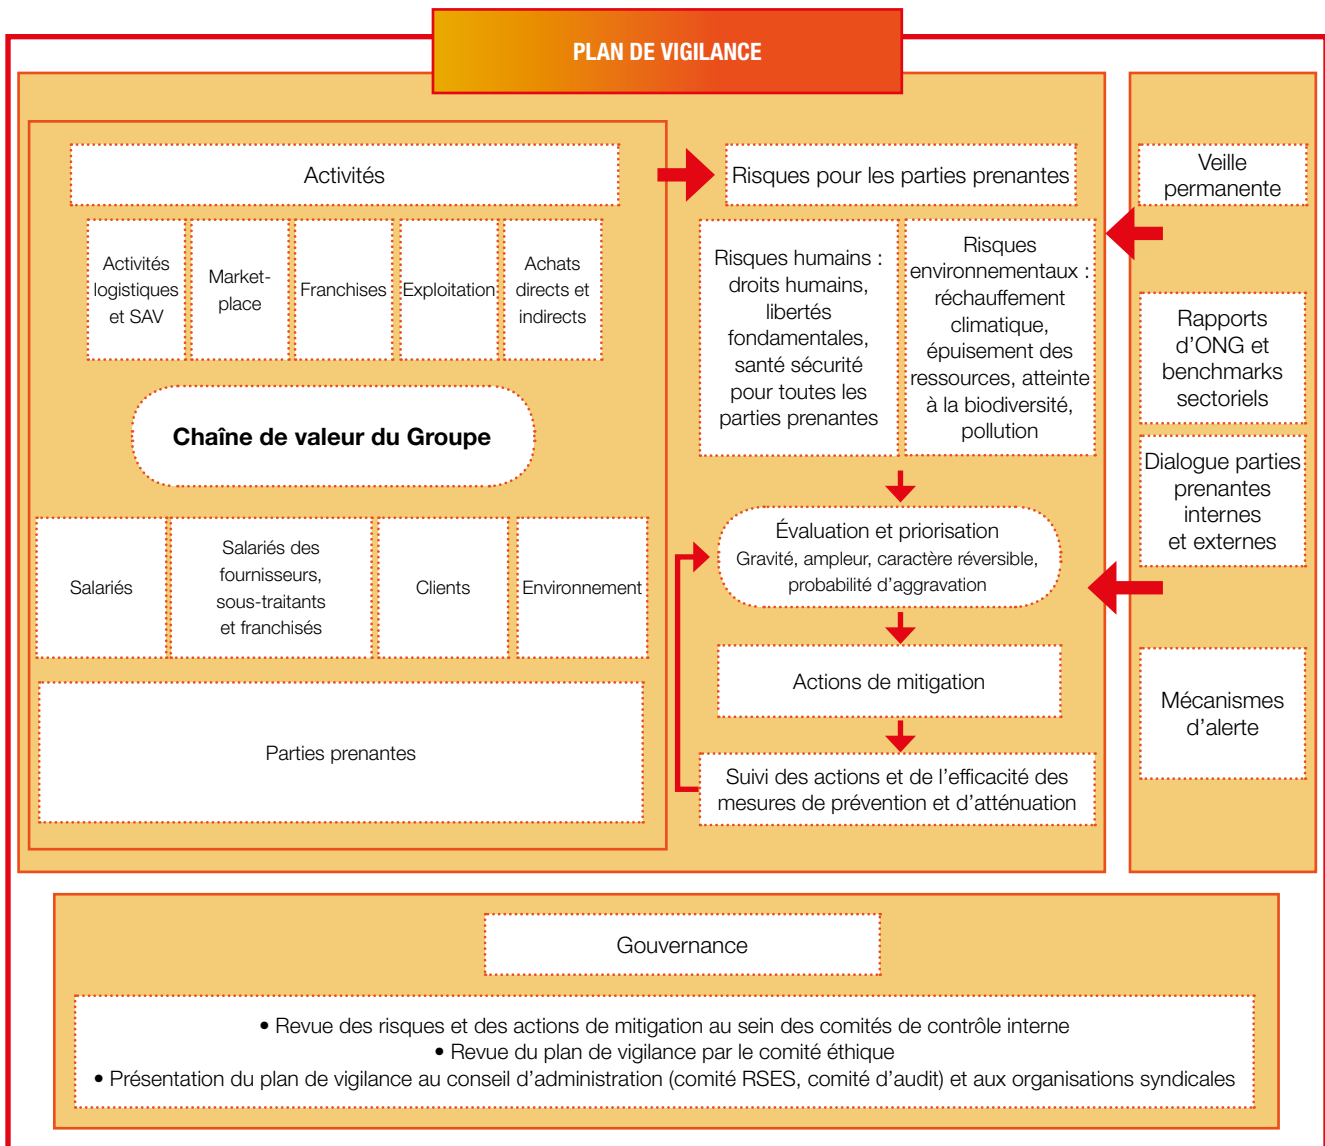 PLAN DE VIGILANCE
Activités
Activités
logistiques
et SAV
Market-
place
Franchises
Exploitation
Achats
directs et
indirects
Chaîne de valeur du Groupe
Salariés
Salariés des
fournisseurs,
sous-traitants
et franchisés
Clients
Environnement
Parties prenantes
Risques pour les parties prenantes
Risques humains :
droits humains,
libertés
fondamentales,
santé sécurité
pour toutes les
parties prenantes
Risques
environnementaux :
réchauffement
climatique,
épuisement des
ressources, atteinte
à la biodiversité,
pollution
Évaluation et priorisation
Gravité, ampleur, caractère réversible,
probabilité d’aggravation
Actions de mitigation
Suivi des actions et de l’efficacité des
mesures de prévention et d’atténuation
Veille
permanente
Rapports
d’ONG et
benchmarks
sectoriels
Dialogue parties
prenantes
internes
et externes
Mécanismes
d’alerte
Gouvernance
• Revue des risques et des actions de mitigation au sein des comités de contrôle interne
• Revue du plan de vigilance par le comité éthique
• Présentation du plan de vigilance au conseil d’administration (comité RSES, comité d’audit) et aux organisations syndicales